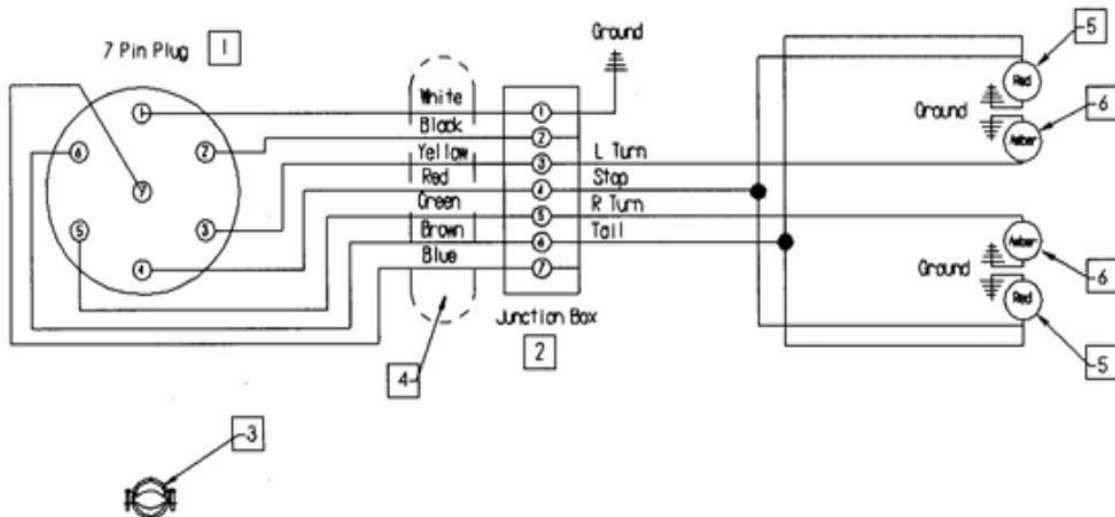 7 Pin Plug
1
Ground
White
Black
Yellow
Red
Green
Brown
Blue
1
2
3
4
5
6
7
1
2
3
4
5
6
7
L Turn
Stop
R Turn
Tail
Junction Box
2
4
3
Red
5
Ground
Amber
6
Amber
6
Ground
Red
5